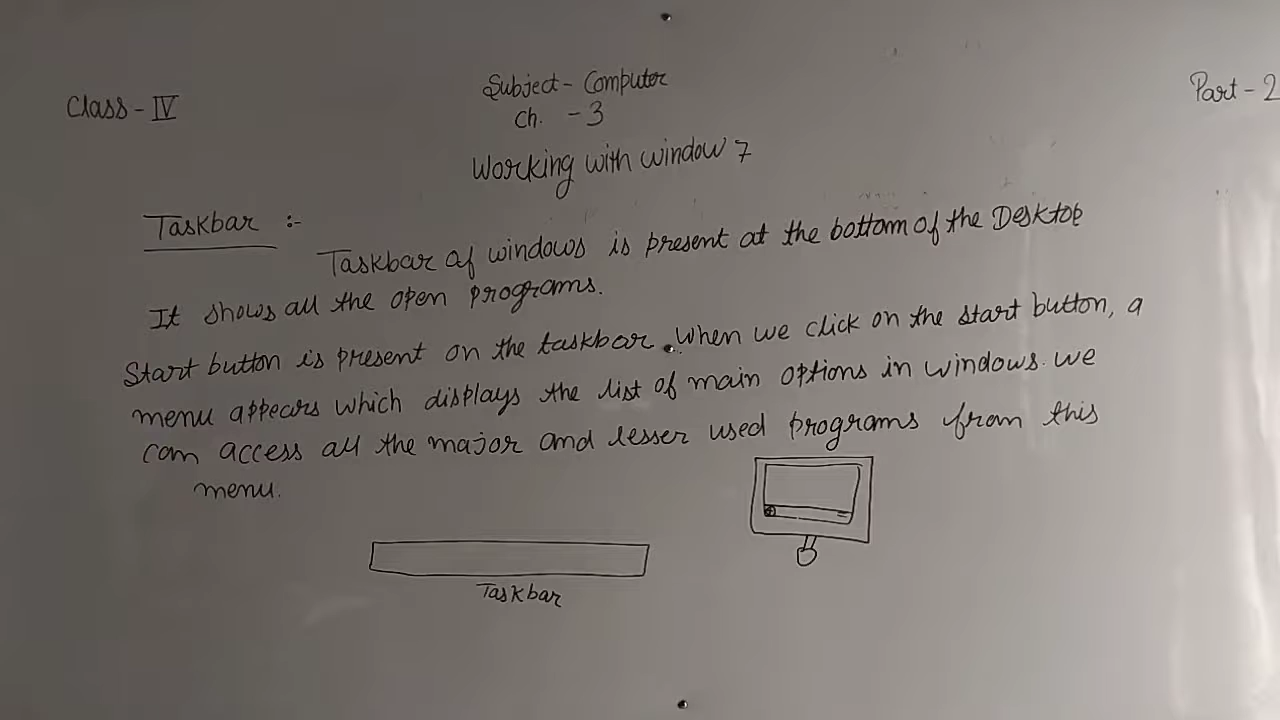 Class - IV
Subject - Computer
Part - 2
Ch. - 3
Working with window 7
Taskbar :-
Taskbar of windows is present at the bottom of the Desktop
It shows all the open programs.
Start button is present on the taskbar. When we click on the start button, a
menu appears which displays the list of main options in windows. we
can access all the major and lesser used programs from this
menu.
Taskbar